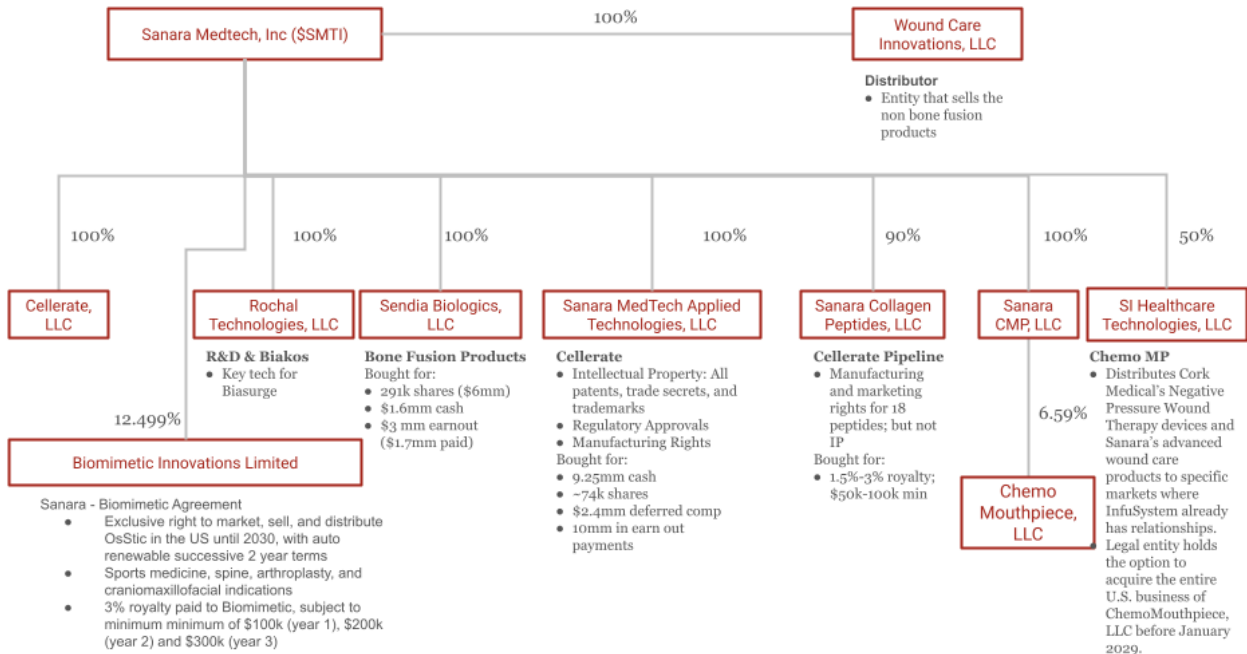 Sanara Medtech, Inc ($SMTI)
100%
Wound Care
Innovations, LLC
Distributor
● Entity that sells the
non bone fusion
products
100%
100%
100%
100%
90%
100%
50%
Cellerate,
LLC
Rochal
Technologies, LLC
R&D & Biakos
● Key tech for
Biasurge
Sendia Biologics,
LLC
Bone Fusion Products
Bought for:
● 291k shares ($6mm)
● $1.6mm cash
● $3 mm earnout
($1.7mm paid)
Sanara MedTech Applied
Technologies, LLC
Cellerate
● Intellectual Property: All
patents, trade secrets, and
trademarks
● Regulatory Approvals
● Manufacturing Rights
Bought for:
● 9.25mm cash
● ~74k shares
● $2.4mm deferred comp
● 10mm in earn out
payments
Sanara Collagen
Peptides, LLC
Cellerate Pipeline
● Manufacturing
and marketing
rights for 18
peptides; but not
IP
Bought for:
● 1.5%-3% royalty;
$50k-100k min
Sanara
CMP, LLC
6.59%
Chemo
Mouthpiece,
LLC
SI Healthcare
Technologies, LLC
Chemo MP
● Distributes Cork
Medical's Negative
Pressure Wound
Therapy devices and
Sanara's advanced
wound care
products to specific
markets where
InfuSystem already
has relationships.
● Legal entity holds
the option to
acquire the entire
U.S. business of
ChemoMouthpiece,
LLC before January
2029.
12.499%
Biomimetic Innovations Limited
Sanara - Biomimetic Agreement
● Exclusive right to market, sell, and distribute
OsStic in the US until 2030, with auto
renewable successive 2 year terms
● Sports medicine, spine, arthroplasty, and
craniomaxillofacial indications
● 3% royalty paid to Biomimetic, subject to
minimum minimum of $100k (year 1), $200k
(year 2) and $300k (year 3)